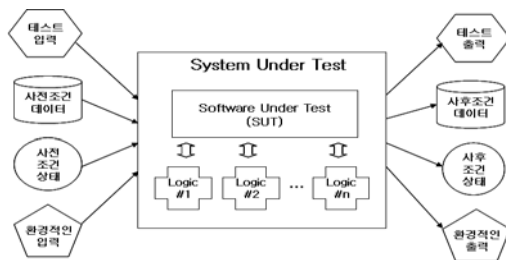 테스트
입력
사전조건
데이터
사전
조건
상태
환경적인
입력
System Under Test
Software Under Test
(SUT)
Logic
#1
Logic
#2
...
Logic
#n
테스트
출력
사후조건
데이터
사후
조건
상태
환경적인
출력